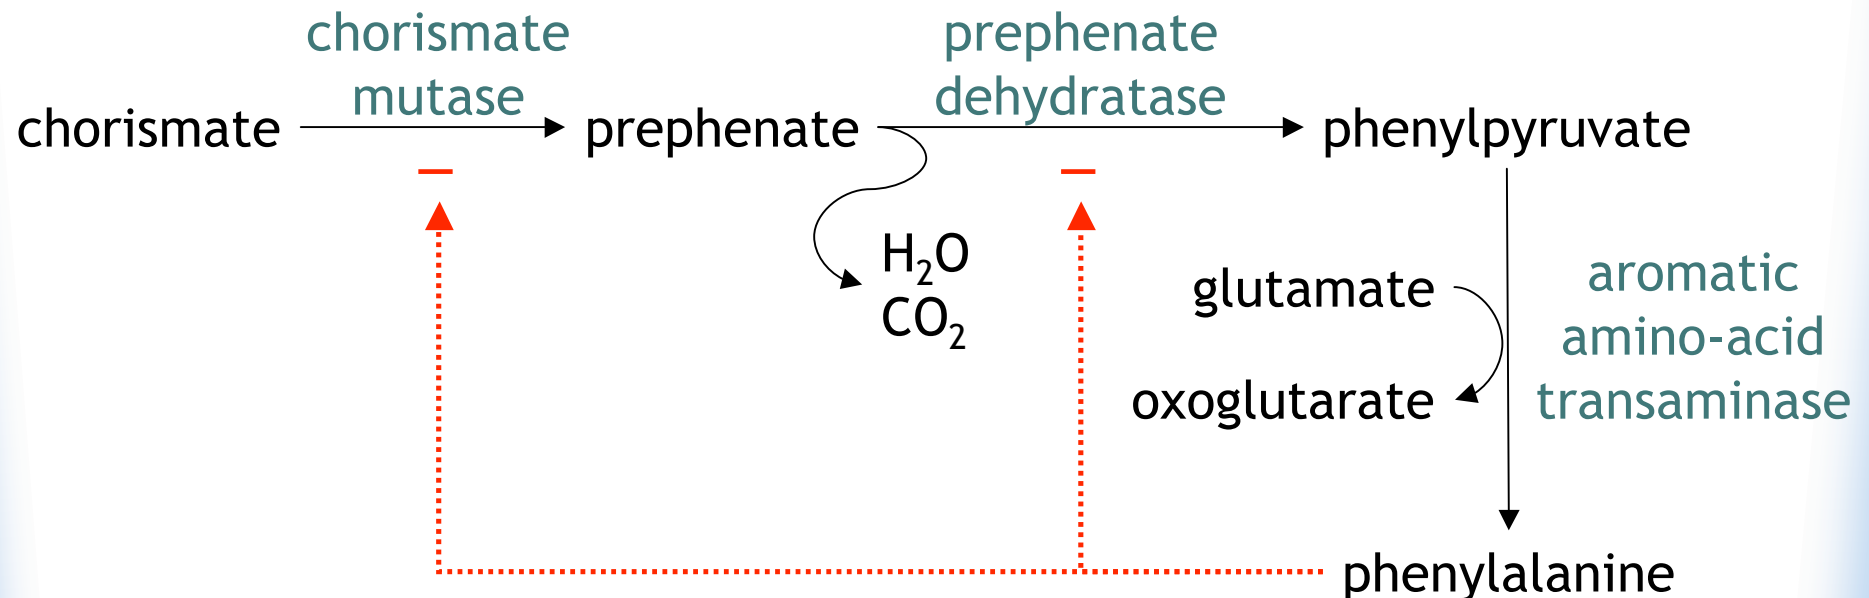 chorismate
mutase
prephenate
dehydratase
chorismate
prephenate
phenylpyruvate
–
–
H₂O
CO₂
glutamate
oxoglutarate
aromatic
amino-acid
transaminase
phenylalanine